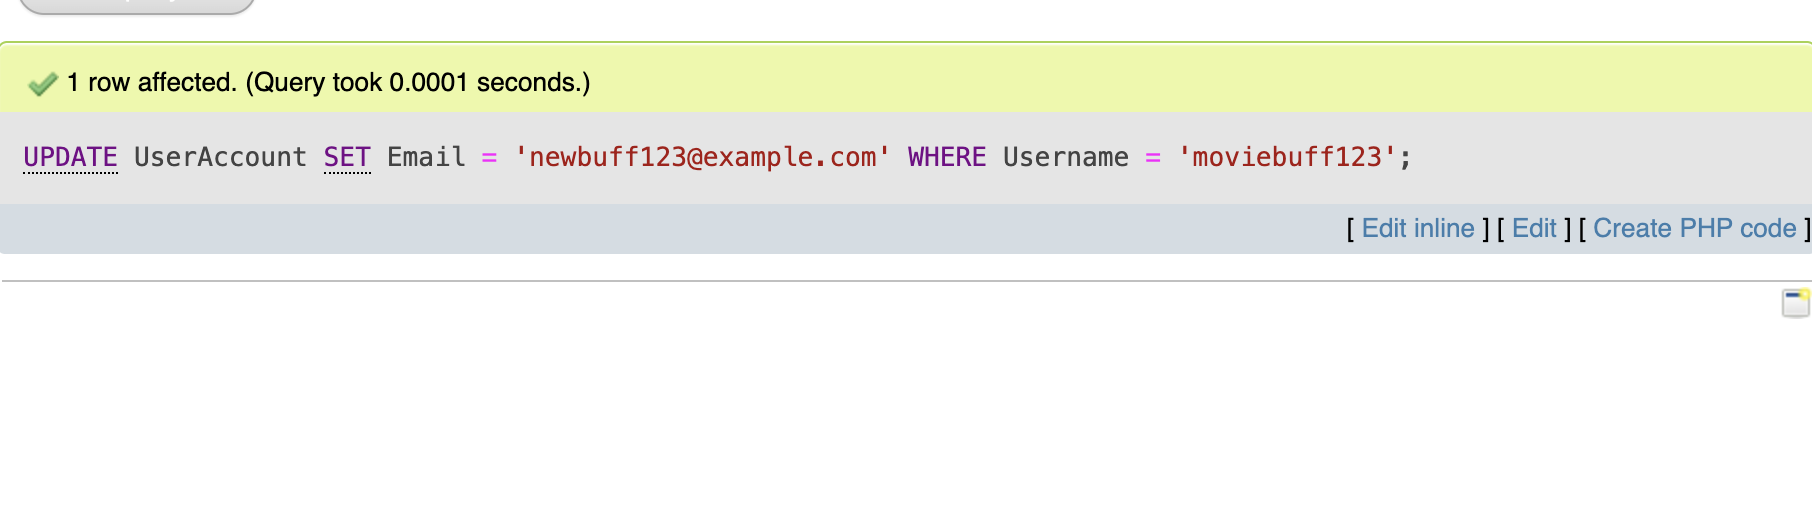 1 row affected. (Query took 0.0001 seconds.)
UPDATE UserAccount SET Email = 'newbuff123@example.com' WHERE Username = 'moviebuff123';
[ Edit inline ] [ Edit ] [ Create PHP code ]